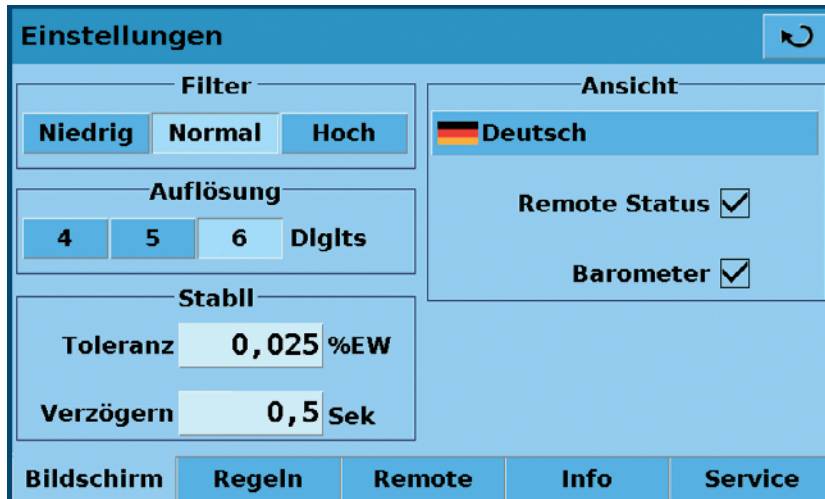 Einstellungen
Filter
Niedrig Normal Hoch
Auflösung
4 5 6 DIgIts
StabIl
Toleranz 0,025 %EW
Verzögern 0,5 Sek
Ansicht
Deutsch
Remote Status
Barometer
Bildschirm Regeln Remote Info Service